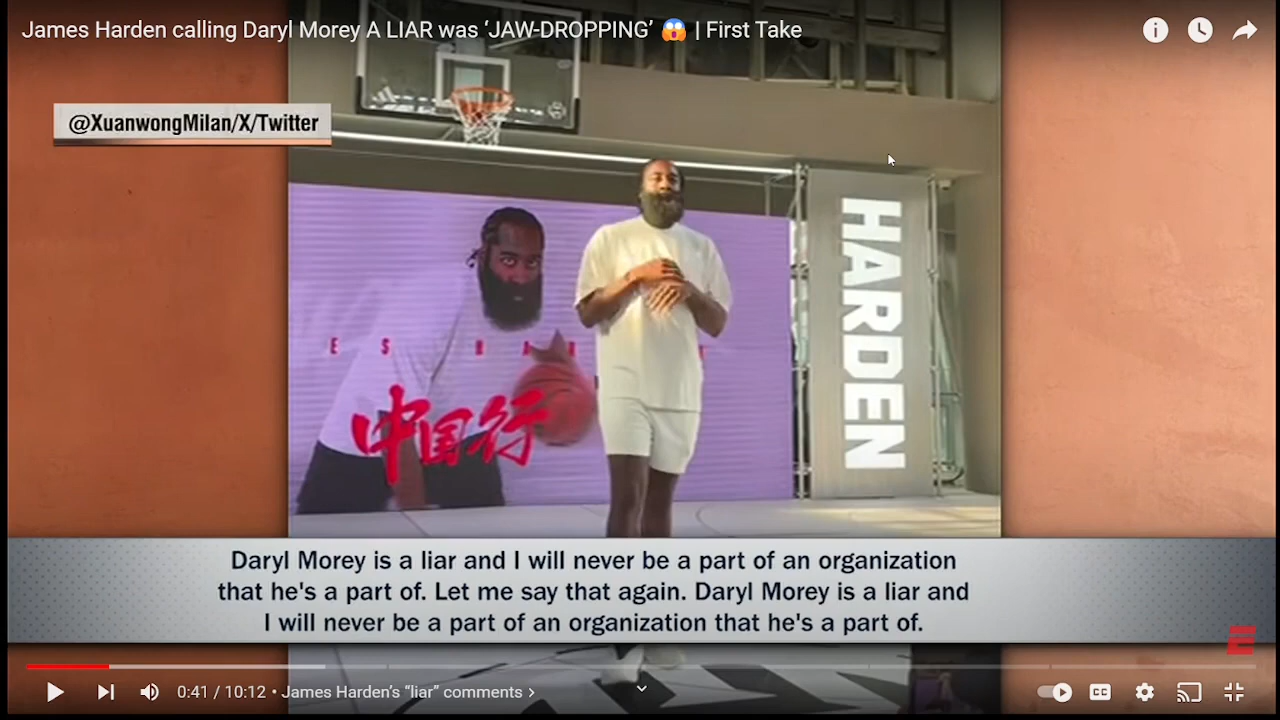 James Harden calling Daryl Morey A LIAR was ‘JAW-DROPPING’ 😱 | First Take
@XuanwongMilan/X/Twitter
HARDEN
E S H A
中国行
Daryl Morey is a liar and I will never be a part of an organization
that he's a part of. Let me say that again. Daryl Morey is a liar and
I will never be a part of an organization that he's a part of.
E
0:41 / 10:12 • James Harden’s “liar” comments ›
CC